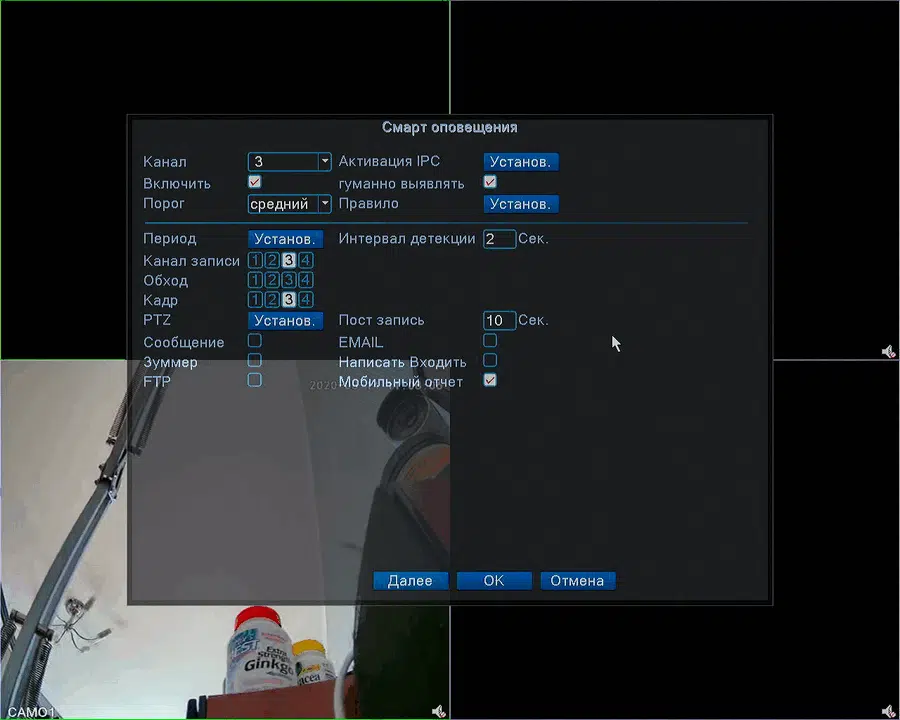 Смарт оповещения
Канал 3 Активация IPC Установ.
Включить гуманно выявлять
Порог средний Правило Установ.
Период Установ. Интервал детекции 2 Сек.
Канал записи 1 2 3 4
Обход 1 2 3 4
Кадр 1 2 3 4
PTZ Установ. Пост запись 10 Сек.
Сообщение EMAIL
Зуммер Написать Входить
FTP Мобильный отчет
2020
Далее OK Отмена
BEST
Extra
Strength
Ginkgo
acea
CAMO1